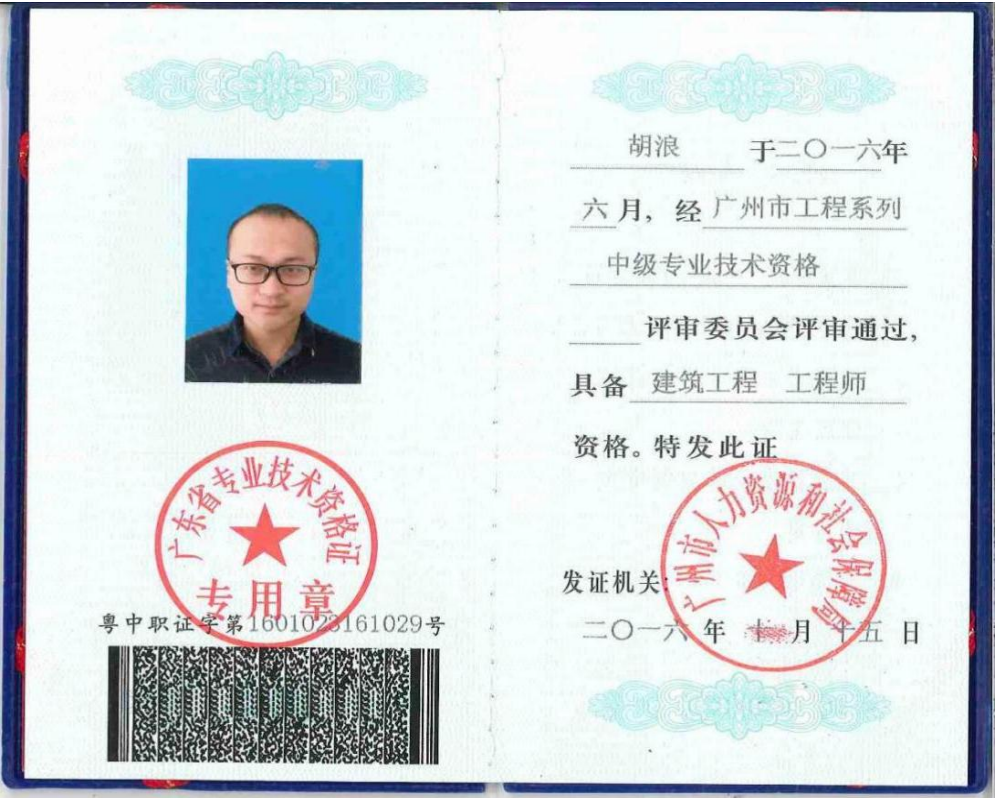 广东省专业技术资格证
专用章
粤中职证字第1601023161029号
胡浪 于二〇一六年
六月，经广州市工程系列
中级专业技术资格
评审委员会评审通过，
具备 建筑工程 工程师
资格。特发此证
广州市人力资源和社会保障局
发证机关：
二〇一六年 月十五日